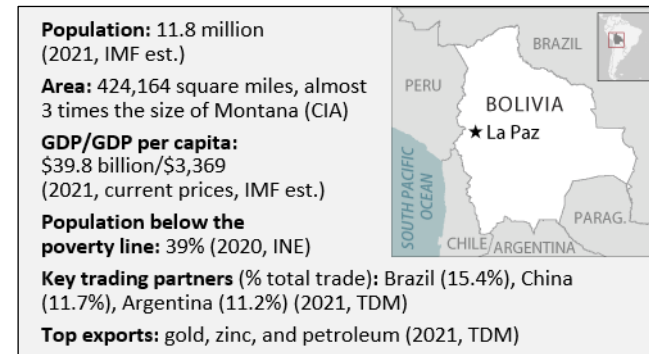 Population: 11.8 million
(2021, IMF est.)
Area: 424,164 square miles, almost
3 times the size of Montana (CIA)
GDP/GDP per capita:
$39.8 billion/$3,369
(2021, current prices, IMF est.)
Population below the
poverty line: 39% (2020, INE)
Key trading partners (% total trade): Brazil (15.4%), China
(11.7%), Argentina (11.2%) (2021, TDM)
Top exports: gold, zinc, and petroleum (2021, TDM)
BRAZIL
PERU
BOLIVIA
★ La Paz
SOUTH PACIFIC
OCEAN
PARAG.
CHILE
ARGENTINA